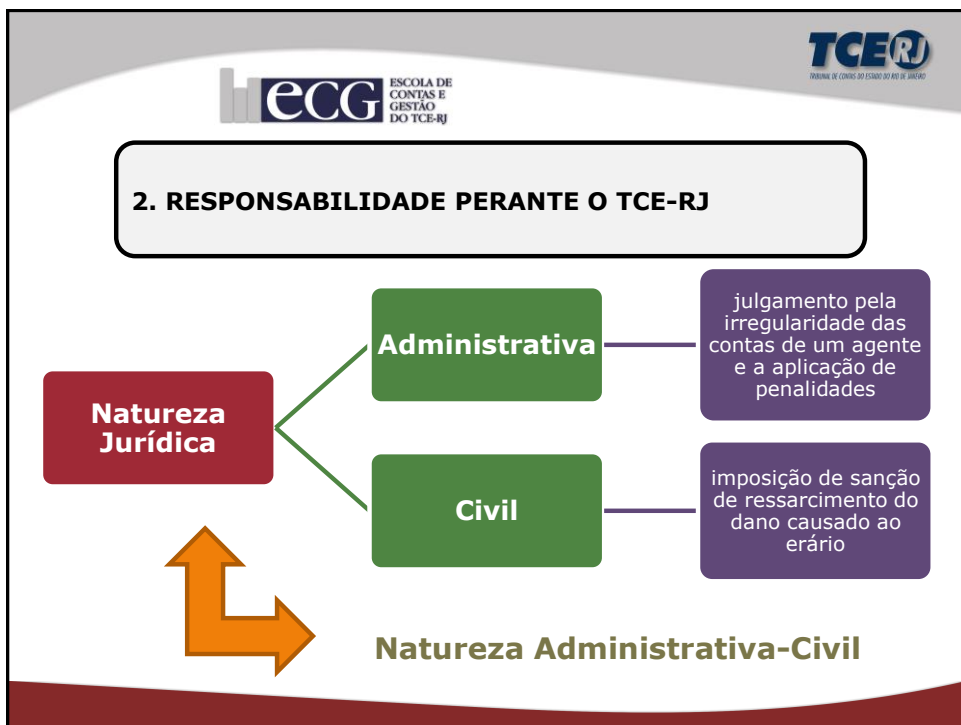 TCE RJ
TRIBUNAL DE CONTAS DO ESTADO DO RIO DE JANEIRO
eCG
ESCOLA DE
CONTAS E
GESTÃO
DO TCE-RJ
2. RESPONSABILIDADE PERANTE O TCE-RJ
Natureza
Jurídica
Administrativa
julgamento pela
irregularidade das
contas de um agente
e a aplicação de
penalidades
Civil
imposição de sanção
de ressarcimento do
dano causado ao
erário
Natureza Administrativa-Civil